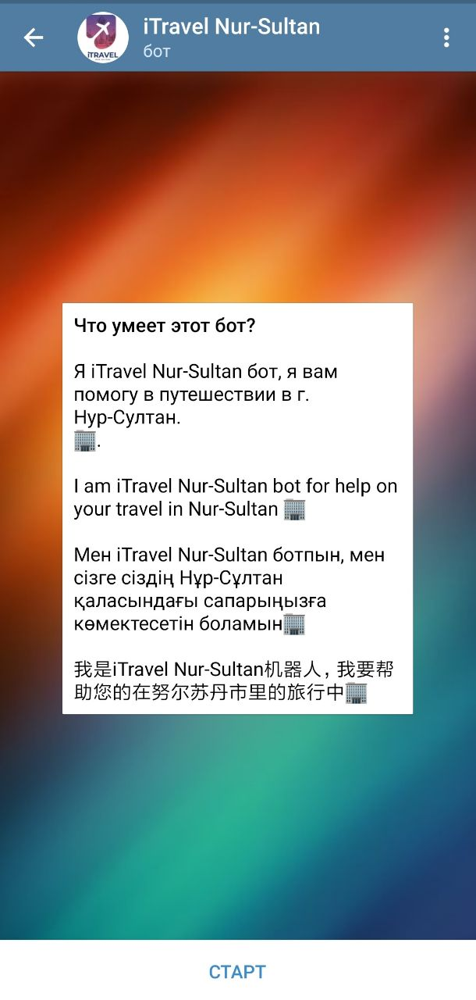 iTravel Nur-Sultan
бот
iTRAVEL
Что умеет этот бот?
Я iTravel Nur-Sultan бот, я вам
помогу в путешествии в г.
Нур-Султан.
🏢.
I am iTravel Nur-Sultan bot for help on
your travel in Nur-Sultan 🏢
Мен iTravel Nur-Sultan ботпын, мен
сізге сіздің Нұр-Сұлтан
қаласындағы сапарыңызға
көмектесетін боламын🏢
我是iTravel Nur-Sultan机器人，我要帮
助您的在努尔苏丹市里的旅行中🏢
СТАРТ